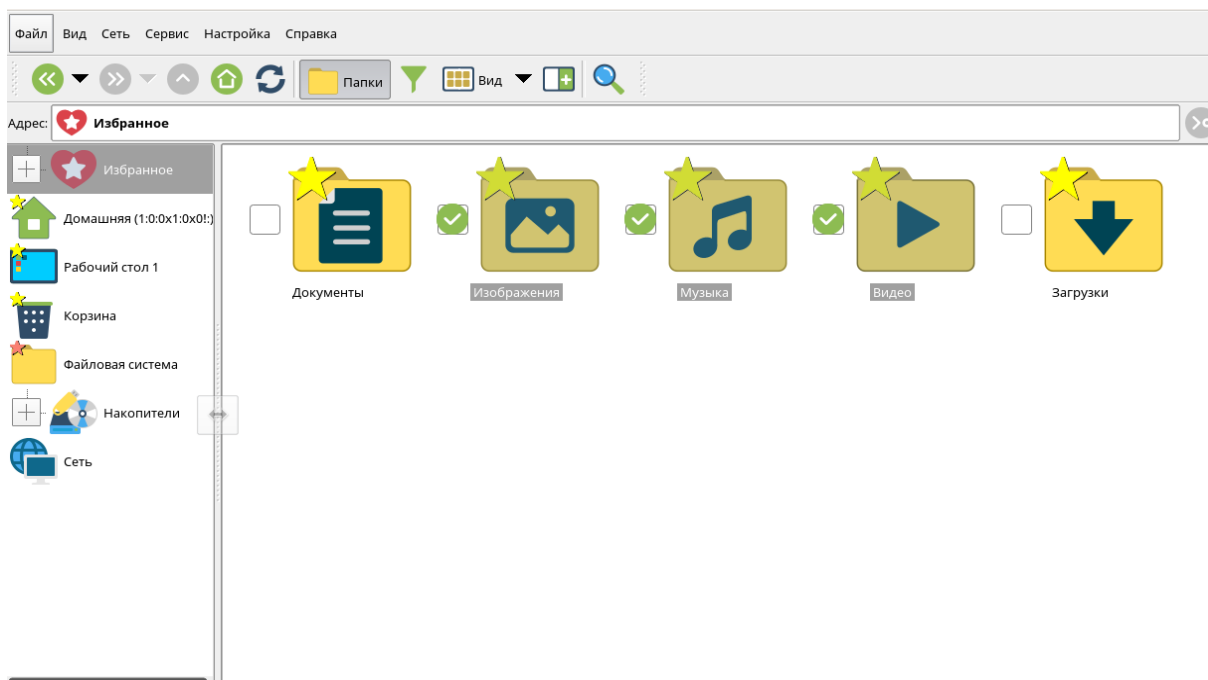 Файл Вид Сеть Сервис Настройка Справка
Папки Вид
Адрес: Избранное
Избранное
Домашняя (1:0:0x1:0x0!:)
Рабочий стол 1
Корзина
Файловая система
Накопители
Сеть
Документы Изображения Музыка Видео Загрузки